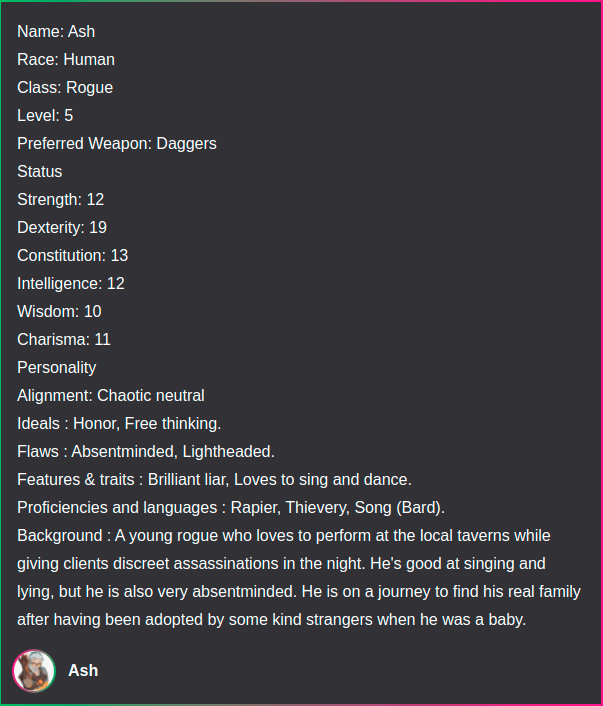 Name: Ash
Race: Human
Class: Rogue
Level: 5
Preferred Weapon: Daggers
Status
Strength: 12
Dexterity: 19
Constitution: 13
Intelligence: 12
Wisdom: 10
Charisma: 11
Personality
Alignment: Chaotic neutral
Ideals : Honor, Free thinking.
Flaws : Absentminded, Lightheaded.
Features & traits : Brilliant liar, Loves to sing and dance.
Proficiencies and languages : Rapier, Thievery, Song (Bard).
Background : A young rogue who loves to perform at the local taverns while
giving clients discreet assassinations in the night. He's good at singing and
lying, but he is also very absentminded. He is on a journey to find his real family
after having been adopted by some kind strangers when he was a baby.
Ash